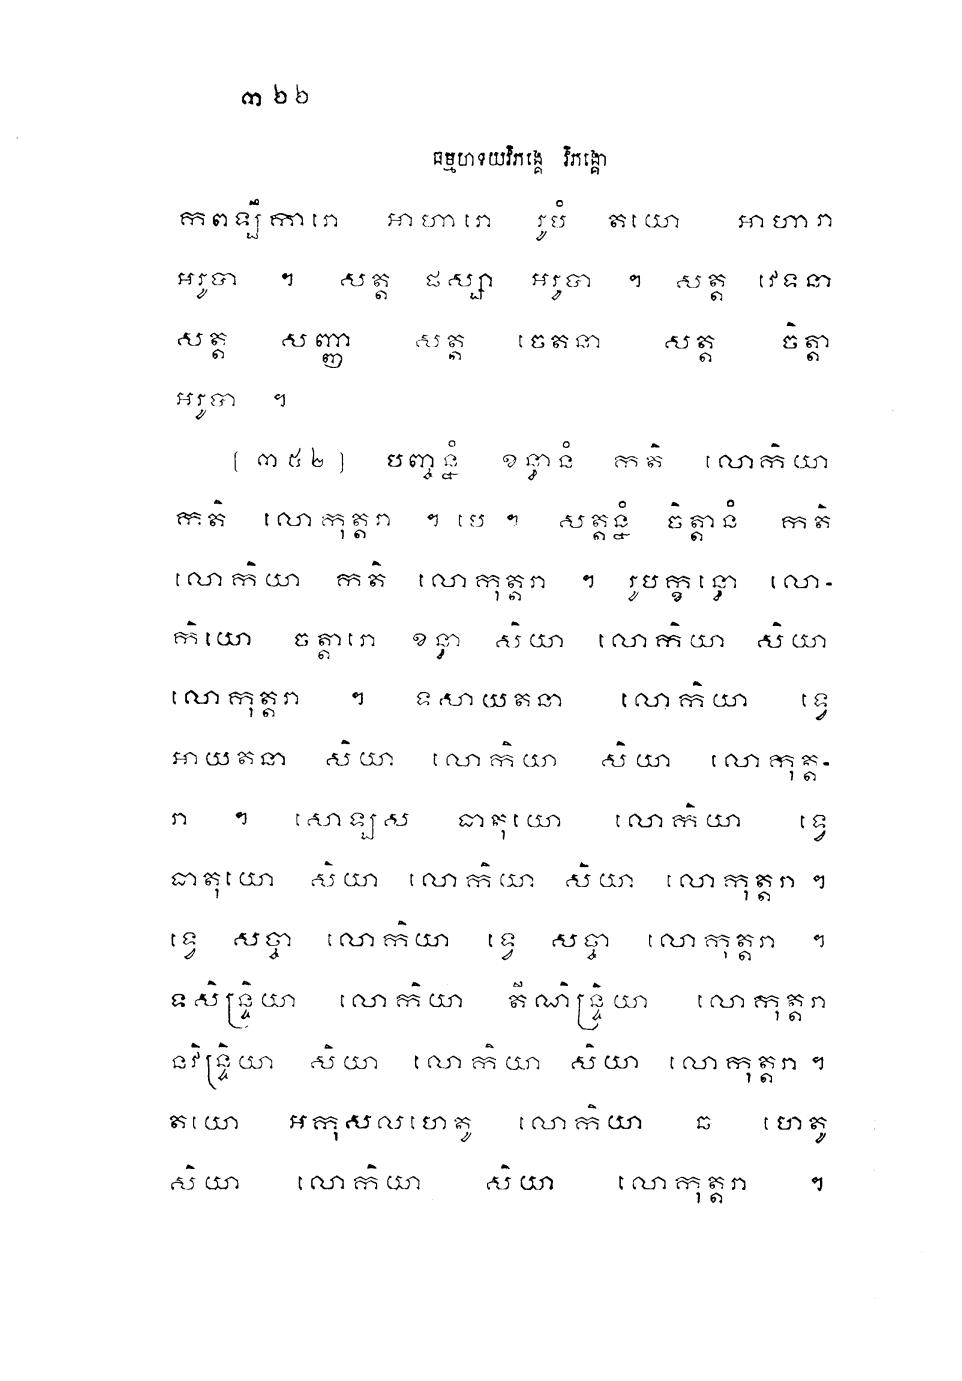 ៣២២
ធម្មហទយវិភង្គេ វិភង្គោ
កពឡឹការោ អាហារោ រូបំ តយោ អាហារា
អរូបា ។ សត្ត ផស្សា អរូបា ។ សត្ត វេទនា
សត្ត សញ្ញា សត្ត ចេតនា សត្ត ចិត្តា
អរូបា ។
(៣៥២) បញ្ចន្នំ ខន្ធានំ កតិ លោកិយា
កតិ លោកុត្តរា ។ បេ ។ សត្តន្នំ ចិត្តានំ កតិ
លោកិយា កតិ លោកុត្តរា ។ រូបក្ខន្ធោ លោ-
កិយោ ចត្តារោ ខន្ធា សិយា លោកិយា សិយា
លោកុត្តរា ។ ទសាយតនា លោកិយា ទ្វេ
អាយតនា សិយា លោកិយា សិយា លោកុត្ត-
រា ។ សោឡស ធាតុយោ លោកិយា ទ្វេ
ធាតុយោ សិយា លោកិយា សិយា លោកុត្តរា ។
ទ្វេ សច្ចា លោកិយា ទ្វេ សច្ចា លោកុត្តរា ។
ទសិន្ទ្រិយា លោកិយា តីណិន្ទ្រិយា លោកុត្តរា
នវិន្ទ្រិយា សិយា លោកិយា សិយា លោកុត្តរា ។
តយោ អកុសលហេតូ លោកិយា ឆ ហេតូ
សិយា លោកិយា សិយា លោកុត្តរា ។